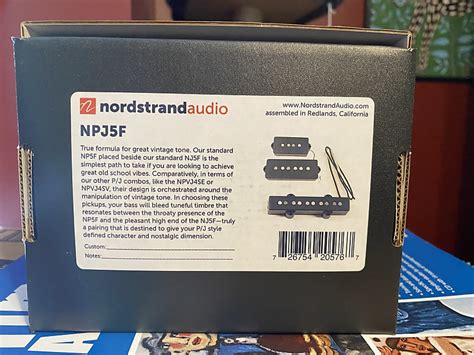 nordstrandaudio
www.NordstrandAudio.com
assembled in Redlands, California
NPJ5F
True formula for great vintage tone. Our standard
NP5F placed beside our standard NJ5F is the
simplest path to take if you are looking to achieve
great old school vibes. Comparatively, in terms of
our other P/J combos, like the NPVJ4SE or
NPVJ4SV, their design is orchestrated around the
manipulation of vintage tone. In choosing these
pickups, your bass will bleed tuneful timbre that
resonates between the throaty presence of the
NP5F and the pleasant high end of the NJ5F—truly
a pairing that is destined to give your P/J style
defined character and nostalgic dimension.
Custom:
Notes:
7 26754 20576 7